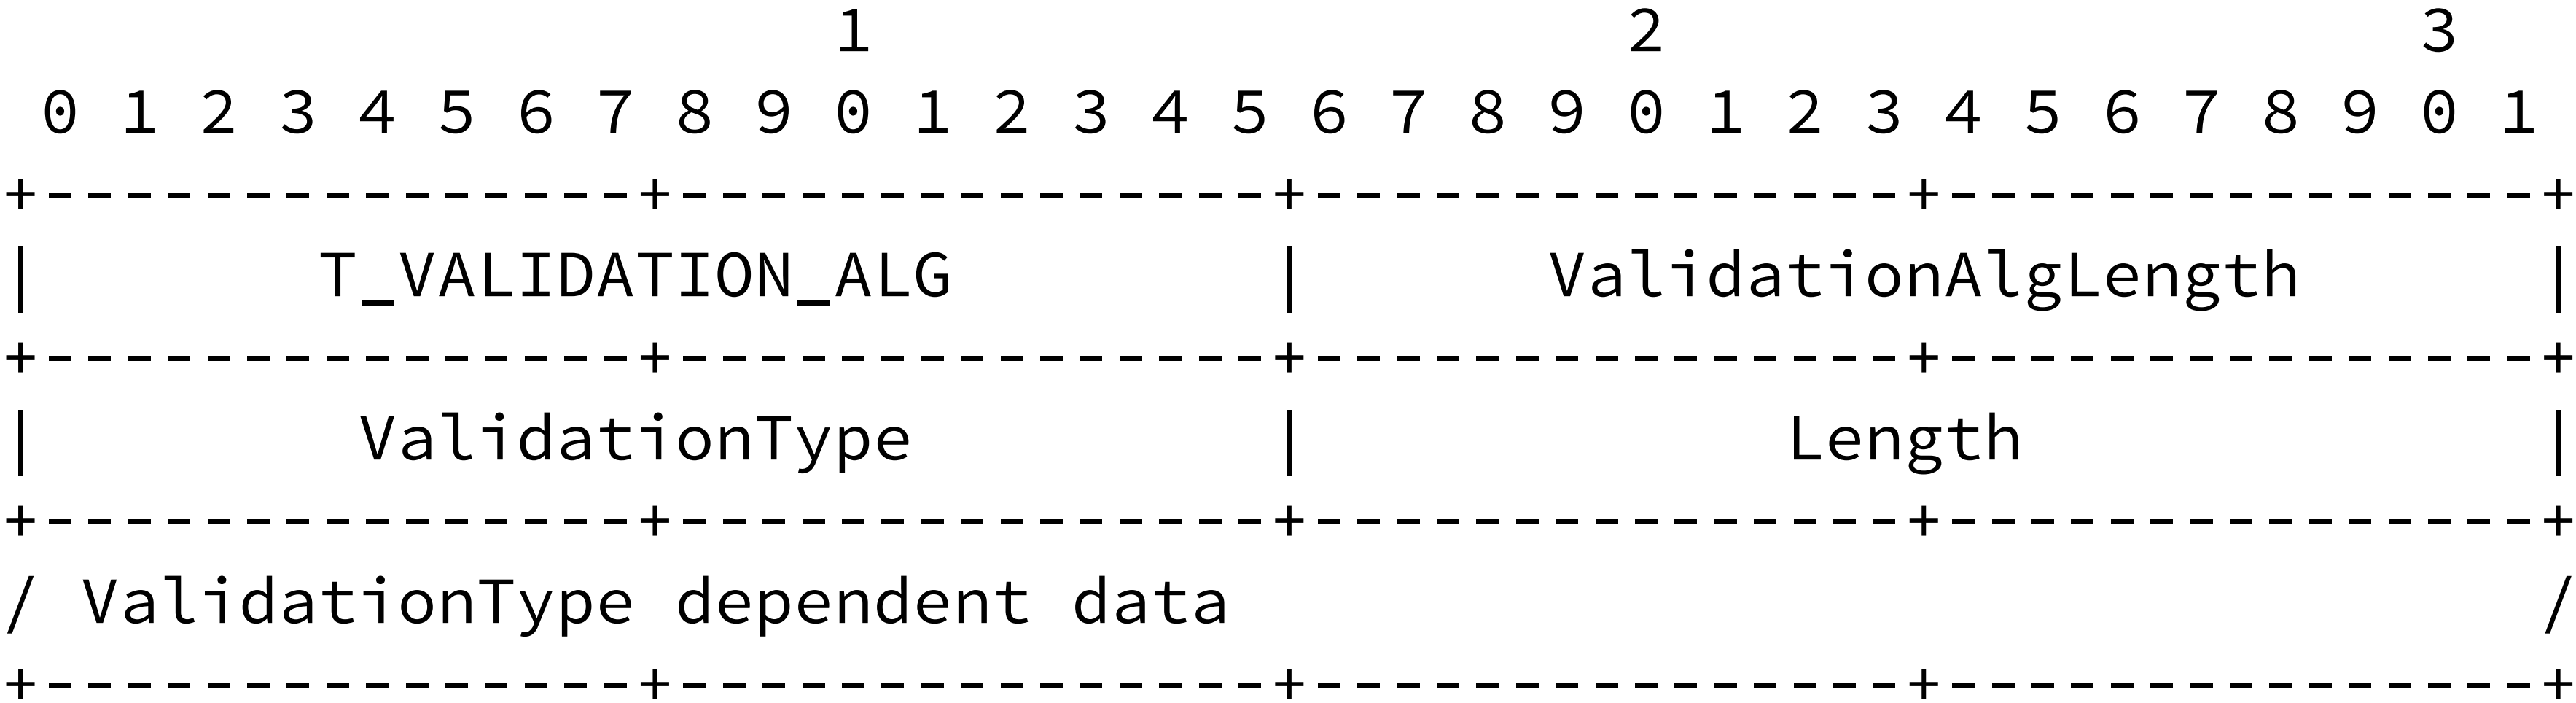 1                   2                   3
 0 1 2 3 4 5 6 7 8 9 0 1 2 3 4 5 6 7 8 9 0 1 2 3 4 5 6 7 8 9 0 1
+---------------+---------------+---------------+---------------+
|       T_VALIDATION_ALG        |      ValidationAlgLength      |
+---------------+---------------+---------------+---------------+
|        ValidationType         |            Length             |
+---------------+---------------+---------------+---------------+
/ ValidationType dependent data                                 /
+---------------+---------------+---------------+---------------+